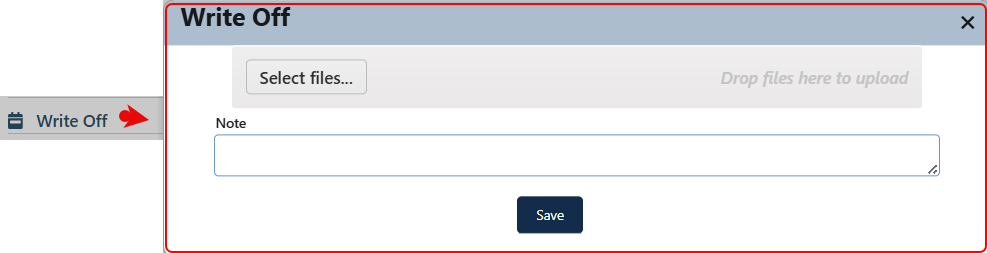 Write Off
Select files...
Drop files here to upload
Write Off
Note
Save